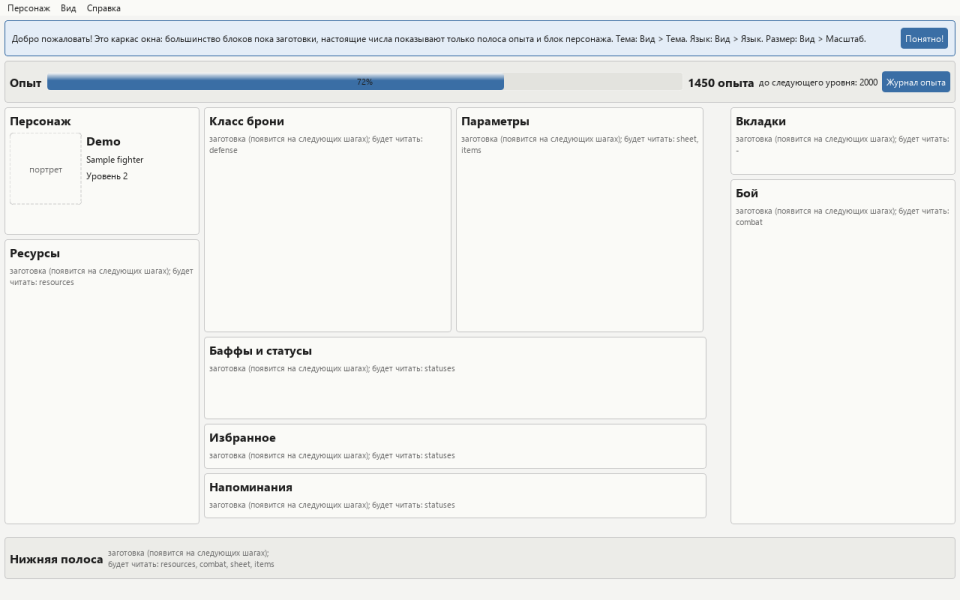 Персонаж Вид Справка
Добро пожаловать! Это каркас окна: большинство блоков пока заготовки, настоящие числа показывают только полоса опыта и блок персонажа. Тема: Вид > Тема. Язык: Вид > Язык. Размер: Вид > Масштаб.
Понятно!
Опыт
72%
1450 опыта
до следующего уровня: 2000
Журнал опыта
Персонаж
портрет
Demo
Sample fighter
Уровень 2
Ресурсы
заготовка (появится на следующих шагах); будет
читать: resources
Класс брони
заготовка (появится на следующих шагах); будет читать:
defense
Параметры
заготовка (появится на следующих шагах); будет читать: sheet,
items
Баффы и статусы
заготовка (появится на следующих шагах); будет читать: statuses
Избранное
заготовка (появится на следующих шагах); будет читать: statuses
Напоминания
заготовка (появится на следующих шагах); будет читать: statuses
Вкладки
заготовка (появится на следующих шагах); будет читать:
-
Бой
заготовка (появится на следующих шагах); будет читать:
combat
Нижняя полоса
заготовка (появится на следующих шагах);
будет читать: resources, combat, sheet, items